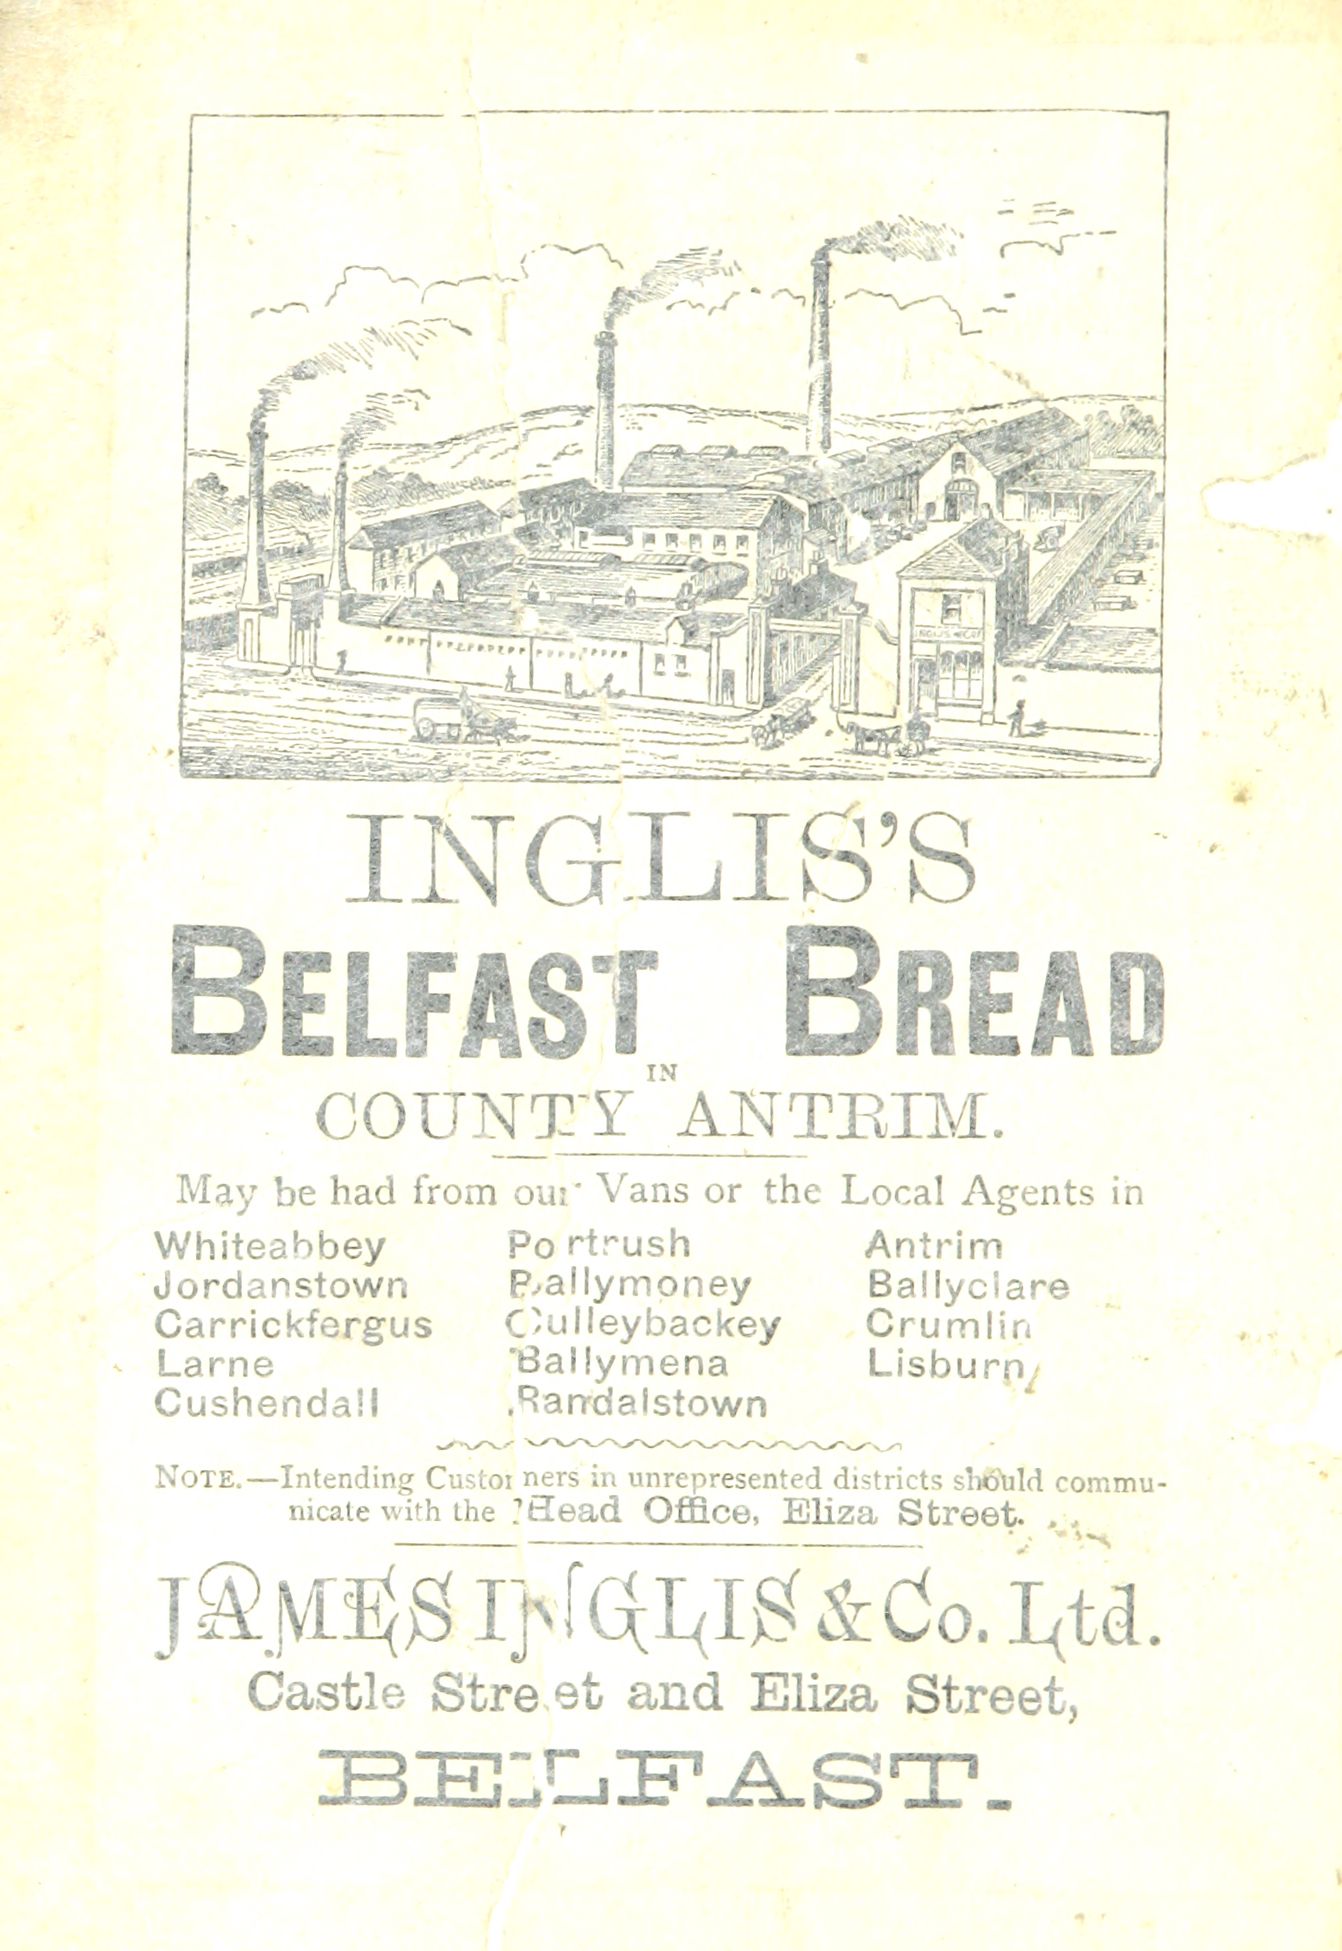 INGLIS & CO.
INGLIS'S
BELFAST BREAD
IN
COUNTY ANTRIM.
May be had from our Vans or the Local Agents in
Whiteabbey Portrush Antrim
Jordanstown Ballymoney Ballyclare
Carrickfergus Culleybackey Crumlin
Larne Ballymena Lisburn
Cushendall Randalstown
NOTE.—Intending Customers in unrepresented districts should commu-
nicate with the Head Office, Eliza Street.
JAMES INGLIS & Co. Ltd.
Castle Street and Eliza Street,
BELFAST.